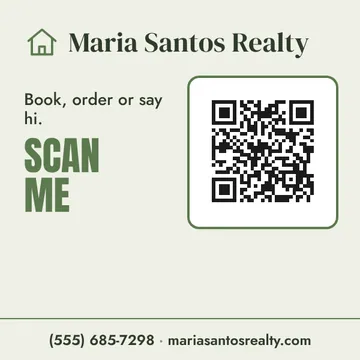 Maria Santos Realty
Book, order or say
hi.
SCAN
ME
(555) 685-7298 · mariasantosrealty.com